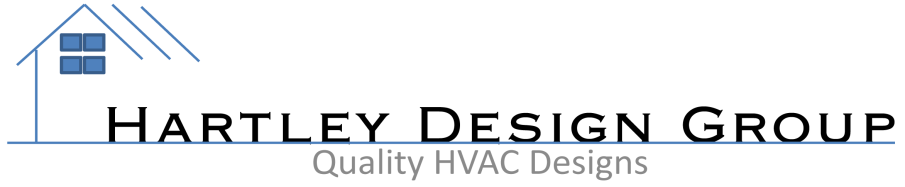 Hartley Design Group
Quality HVAC Designs